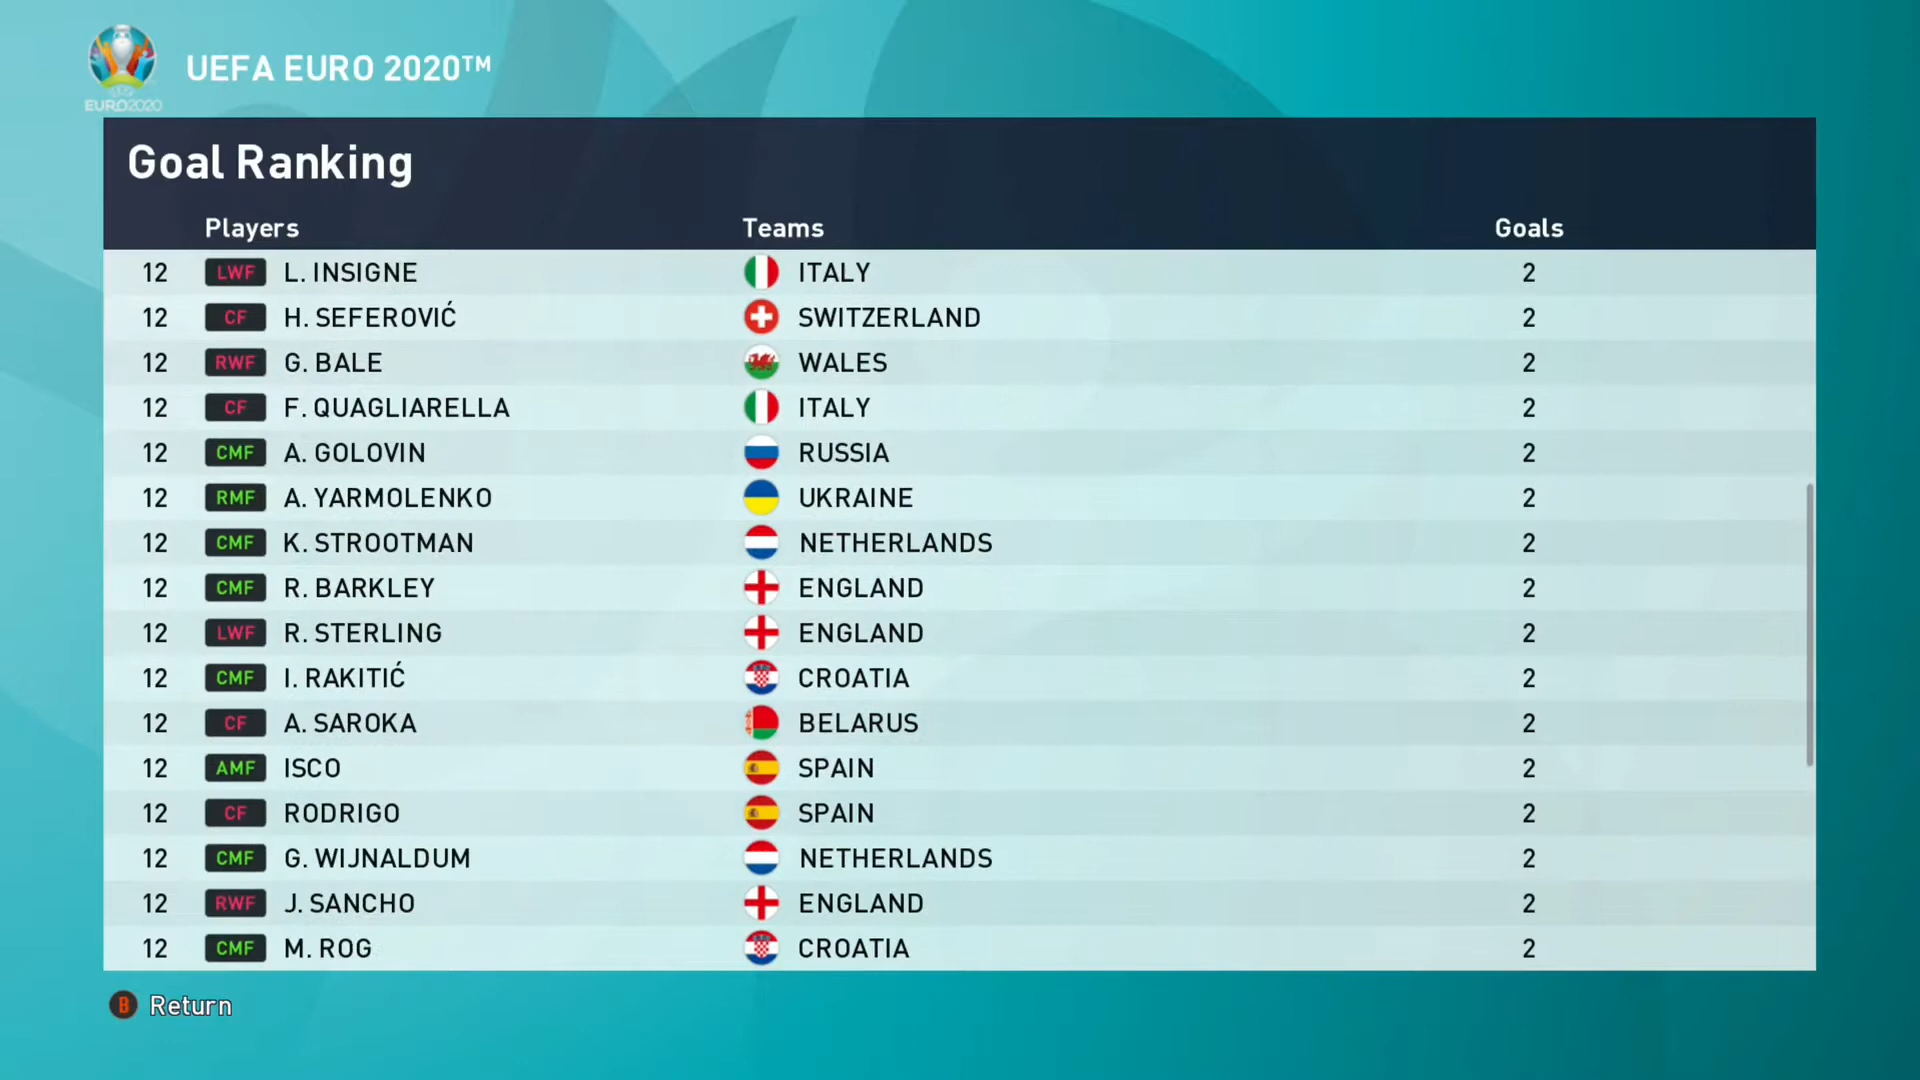 UEFA EURO 2020™
EURO2020
Goal Ranking
Players Teams Goals
12 LWF L. INSIGNE ITALY 2
12 CF H. SEFEROVIĆ SWITZERLAND 2
12 RWF G. BALE WALES 2
12 CF F. QUAGLIARELLA ITALY 2
12 CMF A. GOLOVIN RUSSIA 2
12 RMF A. YARMOLENKO UKRAINE 2
12 CMF K. STROOTMAN NETHERLANDS 2
12 CMF R. BARKLEY ENGLAND 2
12 LWF R. STERLING ENGLAND 2
12 CMF I. RAKITIĆ CROATIA 2
12 CF A. SAROKA BELARUS 2
12 AMF ISCO SPAIN 2
12 CF RODRIGO SPAIN 2
12 CMF G. WIJNALDUM NETHERLANDS 2
12 RWF J. SANCHO ENGLAND 2
12 CMF M. ROG CROATIA 2
B Return